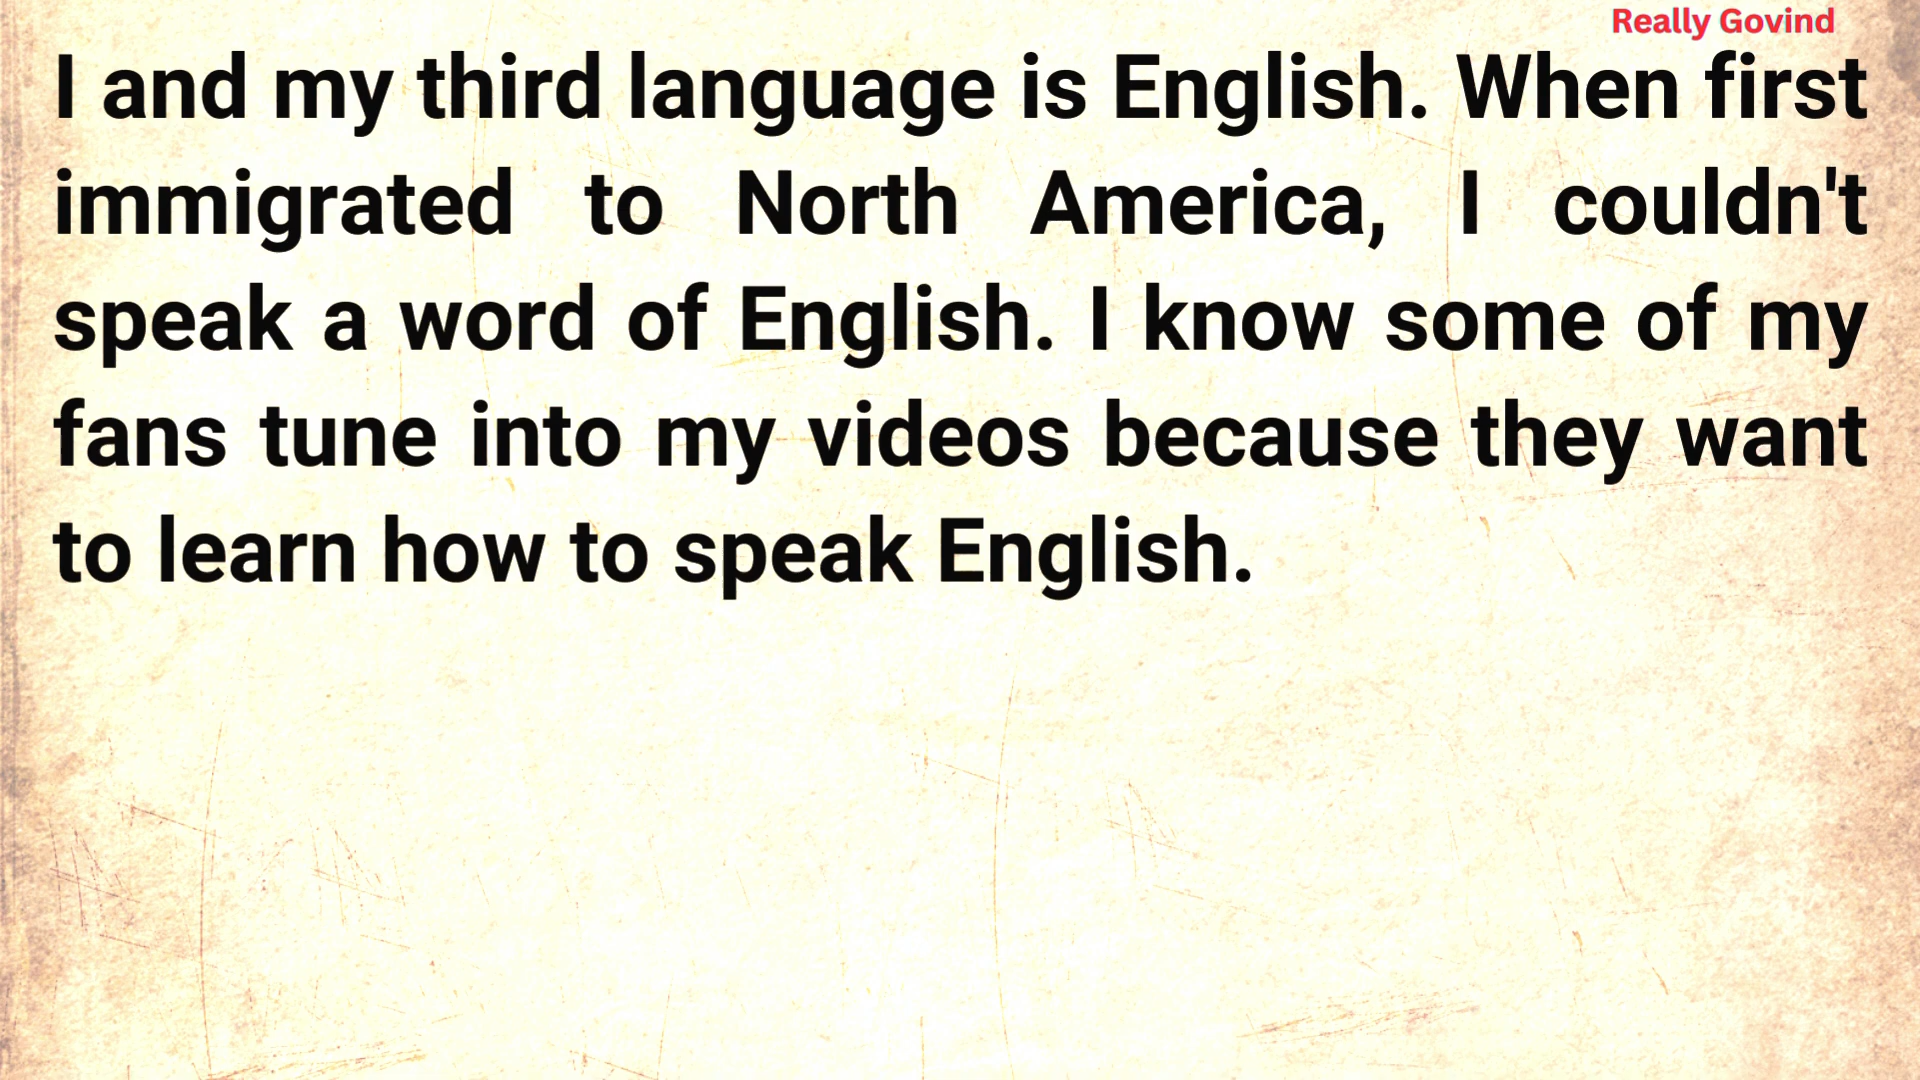 Really Govind
I and my third language is English. When first
immigrated to North America, I couldn't
speak a word of English. I know some of my
fans tune into my videos because they want
to learn how to speak English.